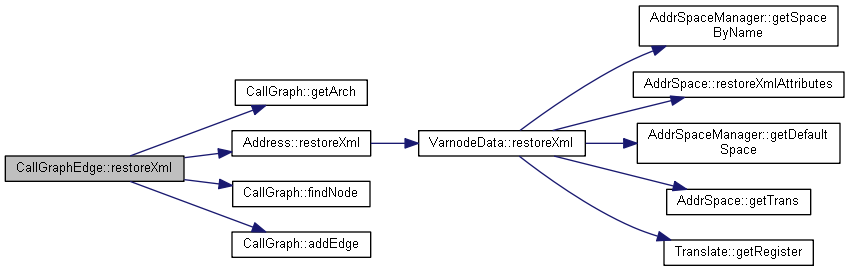 CallGraphEdge::restoreXml
CallGraph::getArch
Address::restoreXml
CallGraph::findNode
CallGraph::addEdge
VarnodeData::restoreXml
AddrSpaceManager::getSpace
ByName
AddrSpace::restoreXmlAttributes
AddrSpaceManager::getDefault
Space
AddrSpace::getTrans
Translate::getRegister